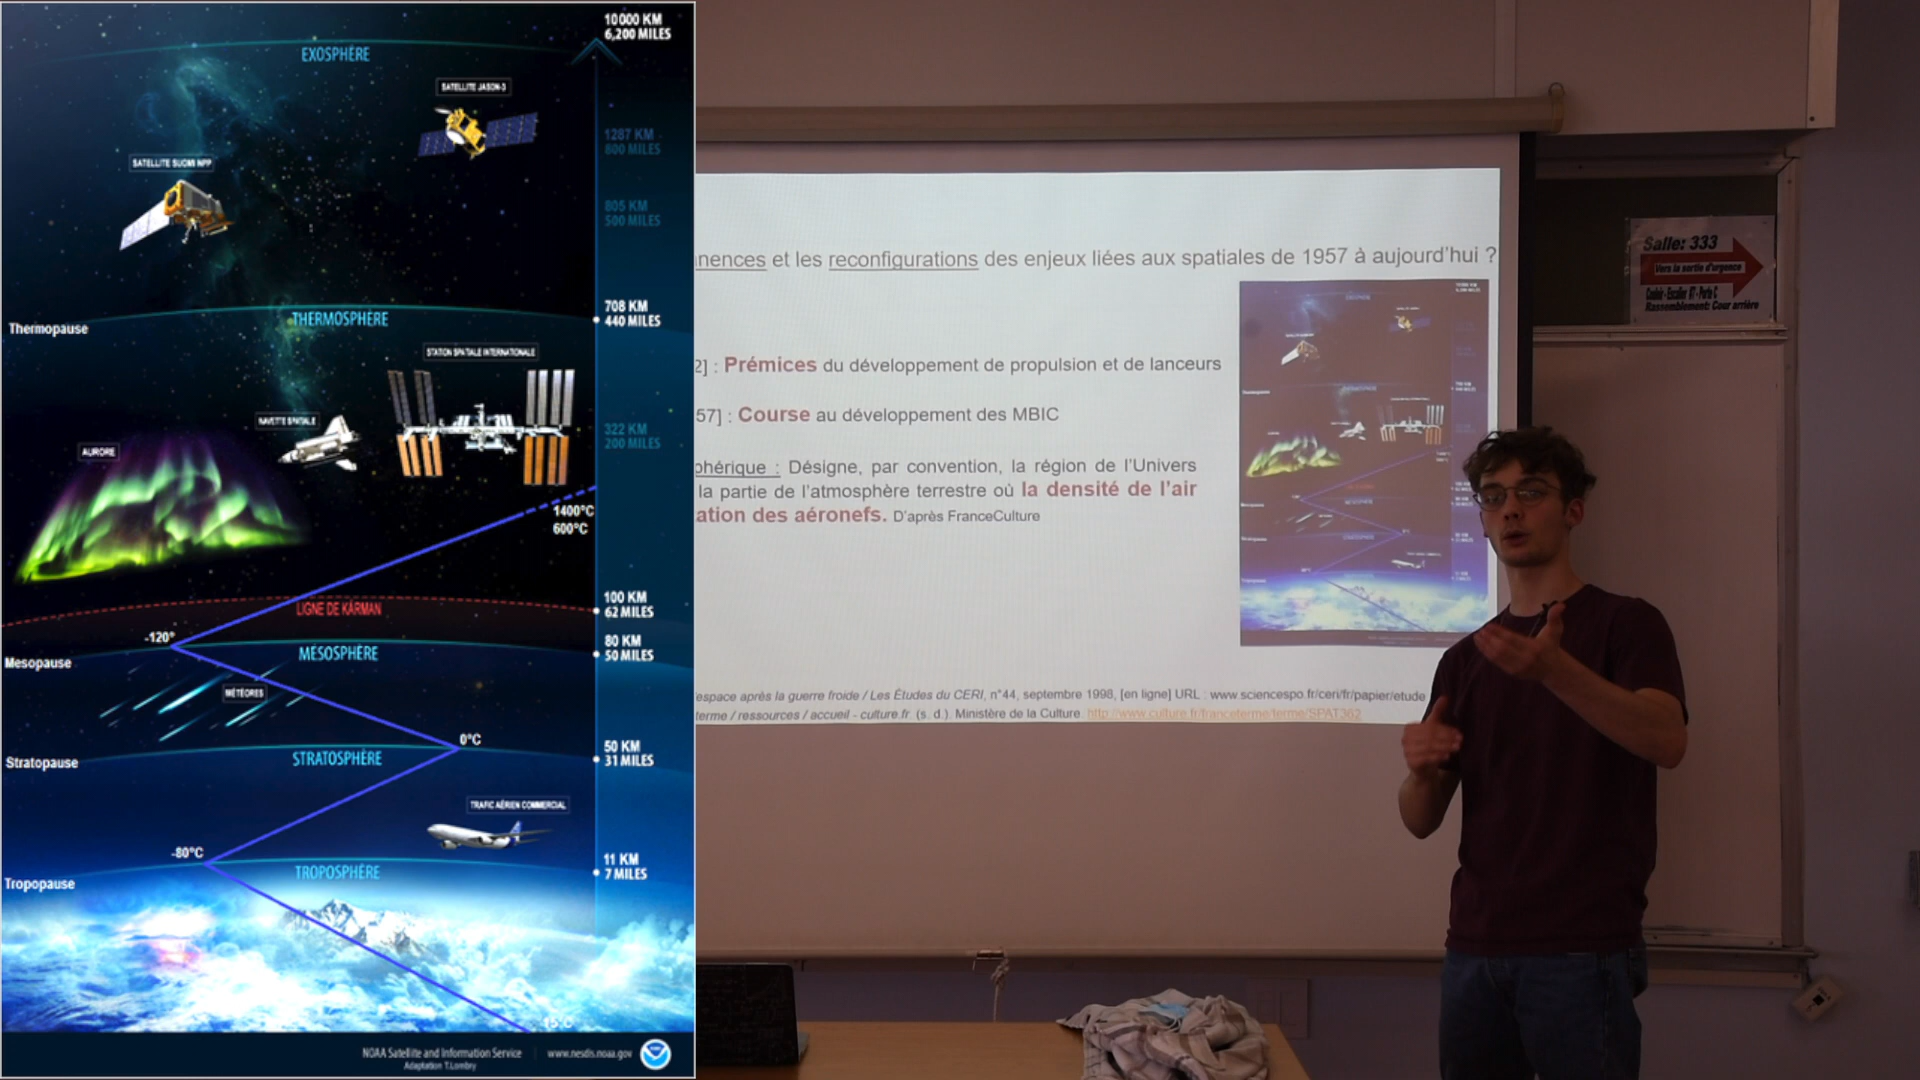 10000 KM
6,200 MILES
EXOSPHÈRE
SATELLITE JASON-3
1287 KM
800 MILES
SATELLITE SUOMI NPP
805 KM
500 MILES
708 KM
440 MILES
THERMOSPHÈRE
Thermopause
STATION SPATIALE INTERNATIONALE
NAVETTE SPATIALE
322 KM
200 MILES
AURORE
1400°C
600°C
100 KM
62 MILES
LIGNE DE KÁRMAN
-120°
80 KM
50 MILES
MÉSOSPHÈRE
Mesopause
MÉTÉORES
0°C
50 KM
31 MILES
STRATOSPHÈRE
Stratopause
TRAFIC AÉRIEN COMMERCIAL
-80°C
11 KM
7 MILES
TROPOSPHÈRE
Tropopause
15°C
NOAA Satellite and Information Service
www.nesdis.noaa.gov
Adaptation T.Lombry
nences et les reconfigurations des enjeux liées aux spatiales de 1957 à aujourd'hui ?
2] : Prémices du développement de propulsion et de lanceurs
57] : Course au développement des MBIC
phérique : Désigne, par convention, la région de l'Univers
la partie de l'atmosphère terrestre où la densité de l'air
ation des aéronefs. D'après FranceCulture
'espace après la guerre froide / Les Études du CERI, n°44, septembre 1998, [en ligne] URL : www.sciencespo.fr/ceri/fr/papier/etude
terme / ressources / accueil - culture.fr. (s. d.). Ministère de la Culture. http://www.culture.fr/franceterme/terme/SPAT362
Salle: 333
Vers la sortie d'urgence
Couloir - Escalier A1 - Porte C
Rassemblement: Cour arrière